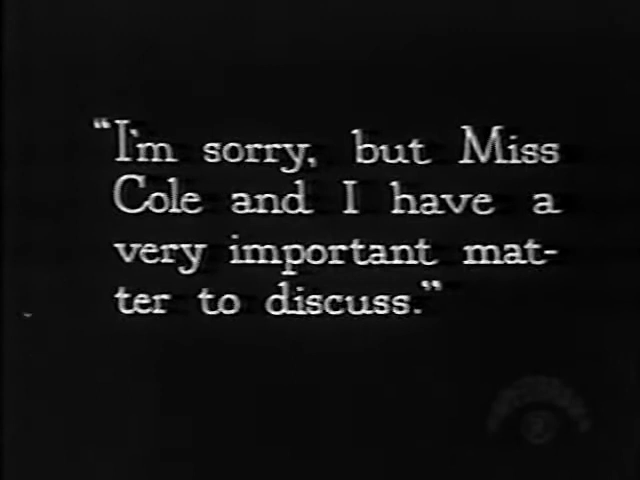 “I'm sorry, but Miss
Cole and I have a
very important mat-
ter to discuss.”